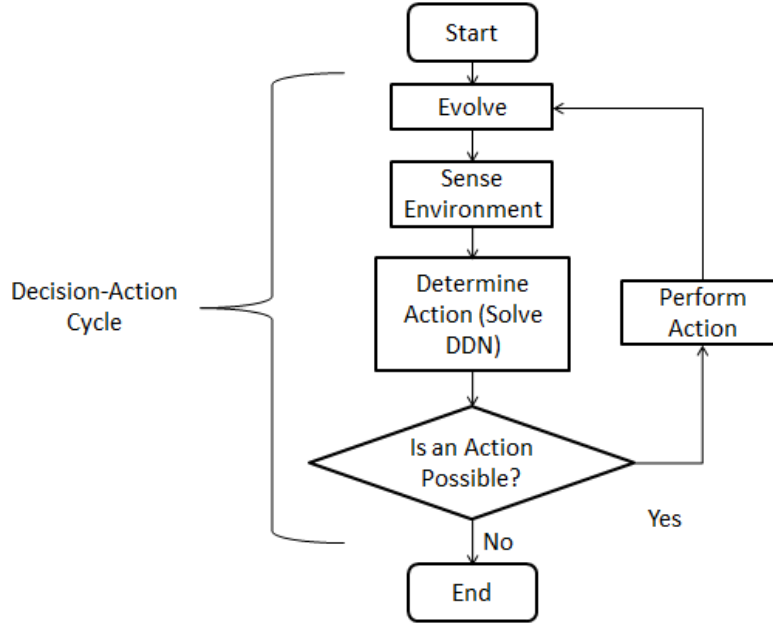 Start
Evolve
Sense
Environment
Determine
Action (Solve
DDN)
Decision-Action
Cycle
Perform
Action
Is an Action
Possible?
Yes
No
End